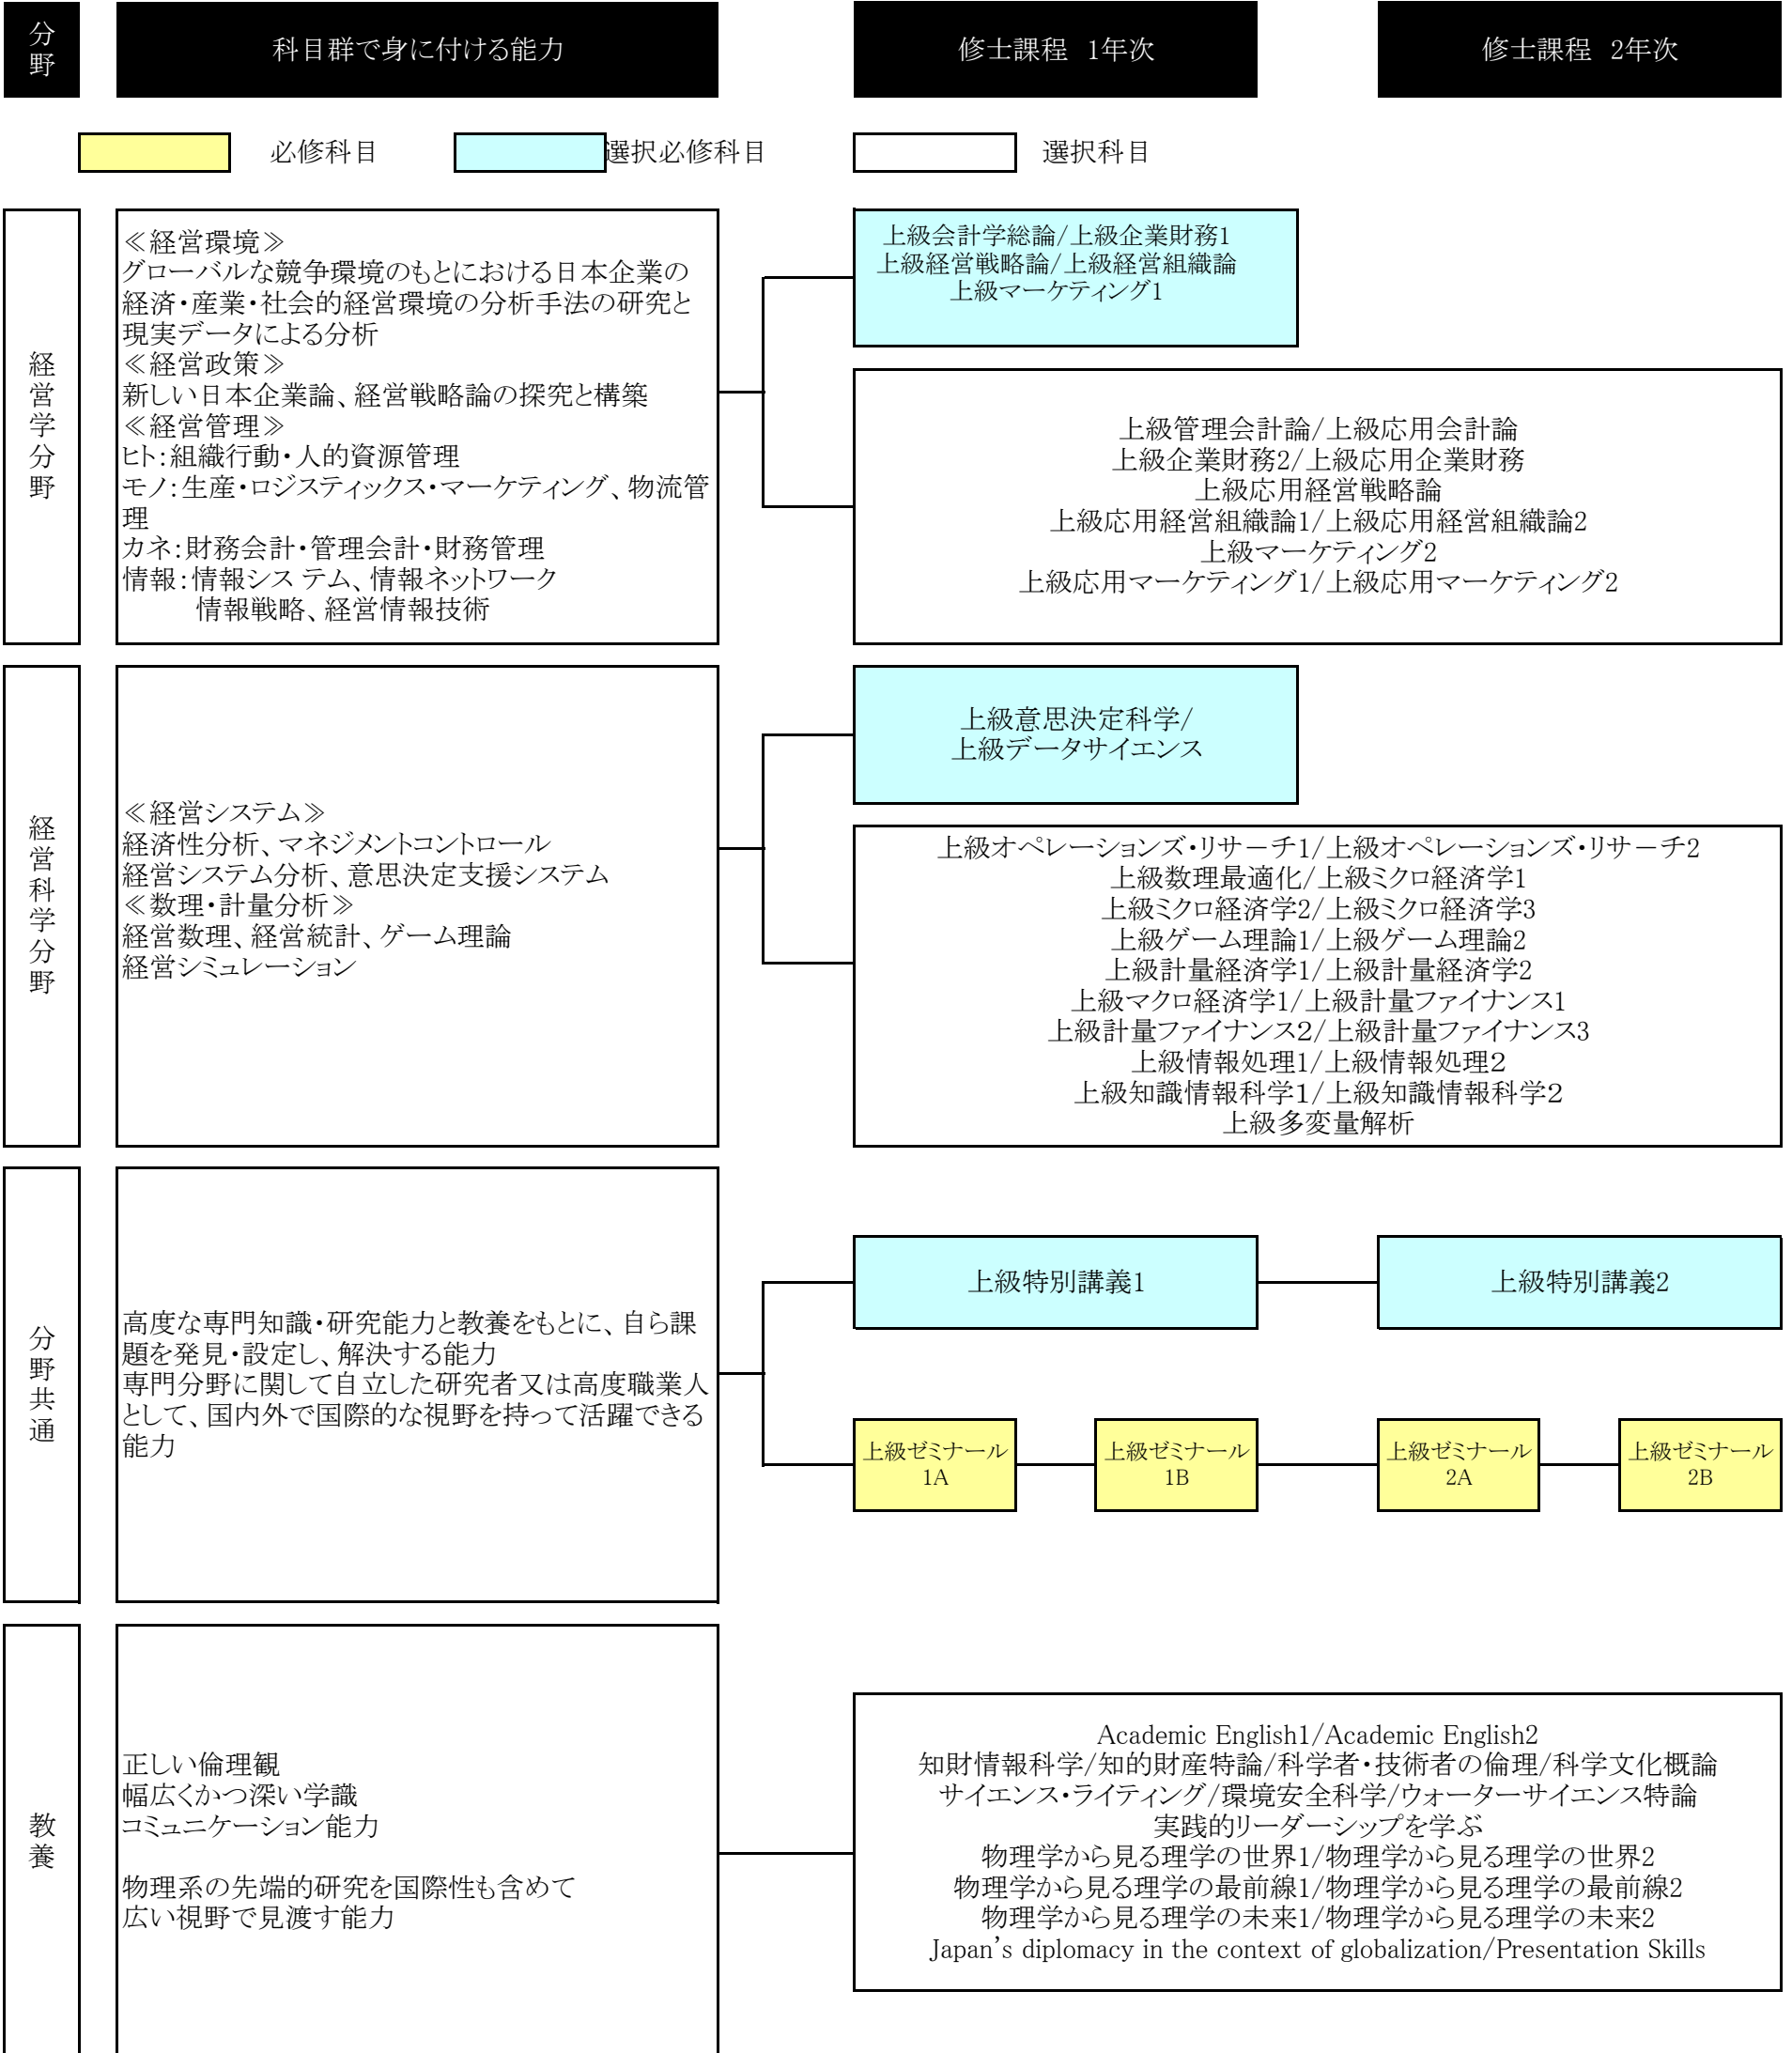 分野
科目群で身に付ける能力
修士課程 1年次
修士課程 2年次
必修科目
選択必修科目
選択科目
経営学分野
≪経営環境≫
グローバルな競争環境のもとにおける日本企業の
経済・産業・社会的経営環境の分析手法の研究と
現実データによる分析
≪経営政策≫
新しい日本企業論、経営戦略論の探究と構築
≪経営管理≫
ヒト：組織行動・人的資源管理
モノ：生産・ロジスティックス・マーケティング、物流管
理
カネ：財務会計・管理会計・財務管理
情報：情報システム、情報ネットワーク
情報戦略、経営情報技術
上級会計学総論/上級企業財務1
上級経営戦略論/上級経営組織論
上級マーケティング1
上級管理会計論/上級応用会計論
上級企業財務2/上級応用企業財務
上級応用経営戦略論
上級応用経営組織論1/上級応用経営組織論2
上級マーケティング2
上級応用マーケティング1/上級応用マーケティング2
経営科学分野
≪経営システム≫
経済性分析、マネジメントコントロール
経営システム分析、意思決定支援システム
≪数理・計量分析≫
経営数理、経営統計、ゲーム理論
経営シミュレーション
上級意思決定科学/
上級データサイエンス
上級オペレーションズ・リサーチ1/上級オペレーションズ・リサーチ2
上級数理最適化/上級ミクロ経済学1
上級ミクロ経済学2/上級ミクロ経済学3
上級ゲーム理論1/上級ゲーム理論2
上級計量経済学1/上級計量経済学2
上級マクロ経済学1/上級計量ファイナンス1
上級計量ファイナンス２/上級計量ファイナンス3
上級情報処理1/上級情報処理２
上級知識情報科学１/上級知識情報科学２
上級多変量解析
分野共通
高度な専門知識・研究能力と教養をもとに、自ら課
題を発見・設定し、解決する能力
専門分野に関して自立した研究者又は高度職業人
として、国内外で国際的な視野を持って活躍できる
能力
上級特別講義1
上級特別講義2
上級ゼミナール
1A
上級ゼミナール
1B
上級ゼミナール
2A
上級ゼミナール
2B
教養
正しい倫理観
幅広くかつ深い学識
コミュニケーション能力
物理系の先端的研究を国際性も含めて
広い視野で見渡す能力
Academic English1/Academic English2
知財情報科学/知的財産特論/科学者・技術者の倫理/科学文化概論
サイエンス・ライティング/環境安全科学/ウォーターサイエンス特論
実践的リーダーシップを学ぶ
物理学から見る理学の世界1/物理学から見る理学の世界2
物理学から見る理学の最前線1/物理学から見る理学の最前線2
物理学から見る理学の未来1/物理学から見る理学の未来2
Japan’s diplomacy in the context of globalization/Presentation Skills